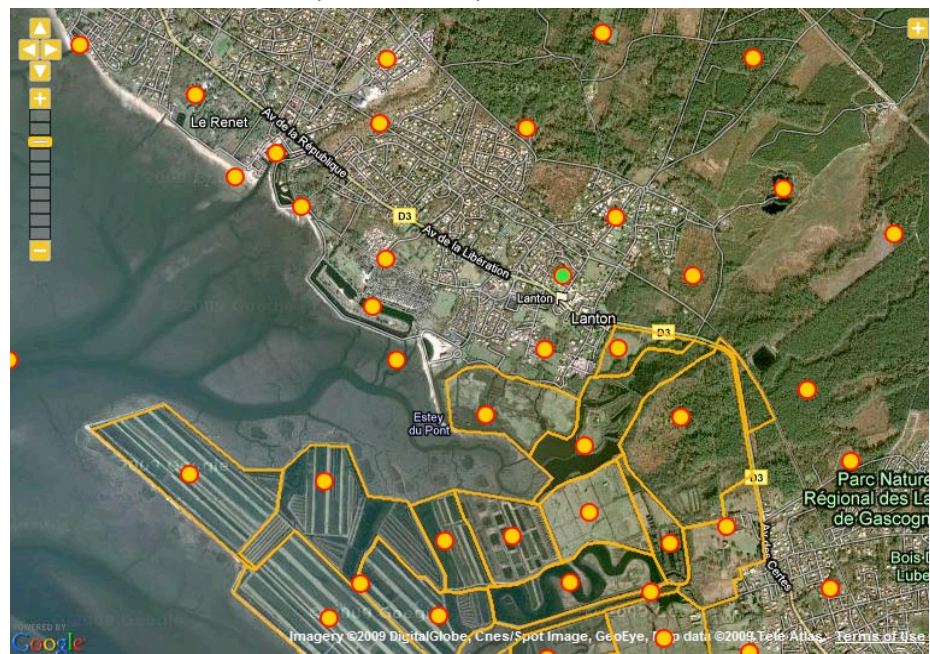 Le Renet
Av de la République
D3
Av de la Libération
Lanton
Lanton
D3
Estey
du Pont
D3
Parc Nature
Régional des La
de Gascogn
Av des Certes
Bois D
Lube
POWERED BY
Google
Imagery ©2009 DigitalGlobe, Cnes/Spot Image, GeoEye, Map data ©2009 Tele Atlas - Terms of Use